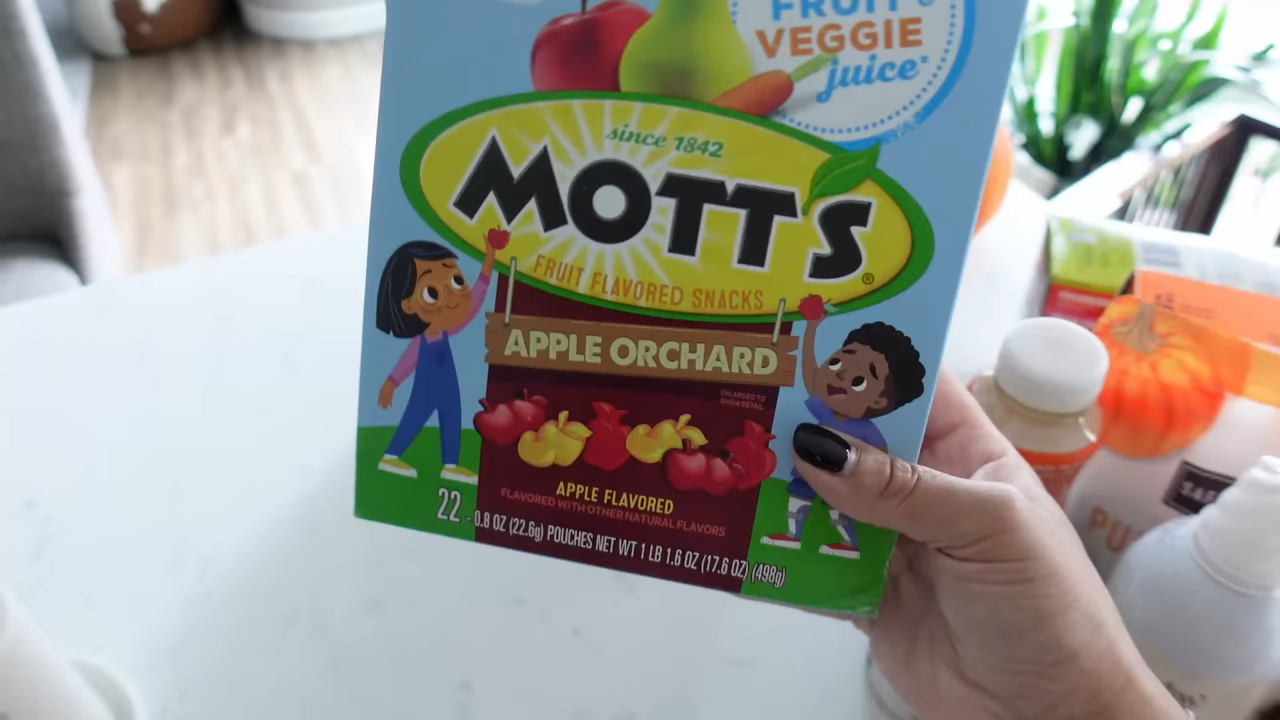 FRUIT &
VEGGIE
juice*
since 1842
MOTT'S®
FRUIT FLAVORED SNACKS
APPLE ORCHARD
ENLARGED TO
SHOW DETAIL
APPLE FLAVORED
FLAVORED WITH OTHER NATURAL FLAVORS
22 - 0.8 OZ (22.6g) POUCHES NET WT 1 LB 1.6 OZ (17.6 OZ) (498g)